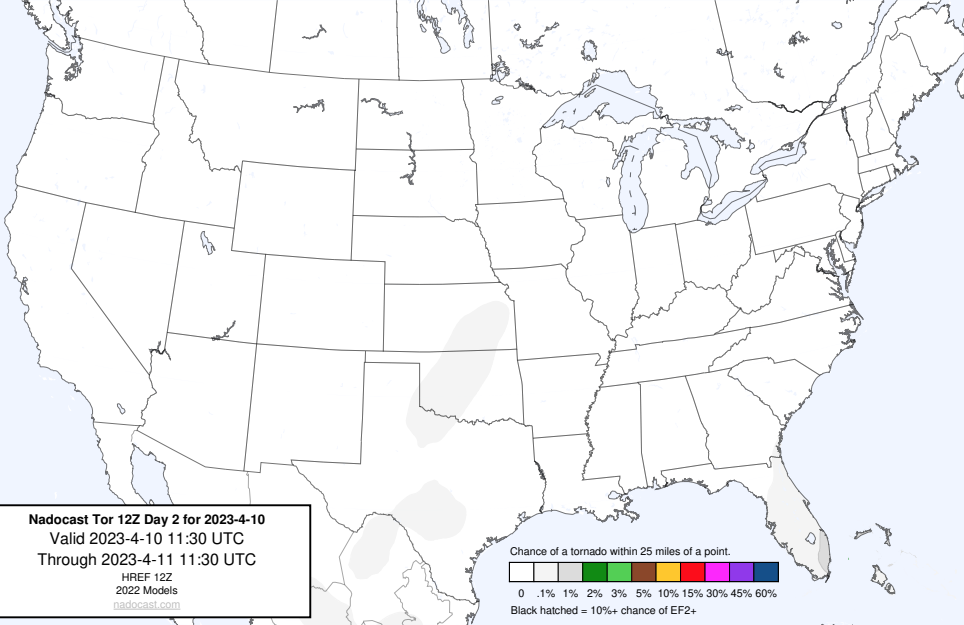 Nadocast Tor 12Z Day 2 for 2023-4-10
Valid 2023-4-10 11:30 UTC
Through 2023-4-11 11:30 UTC
HREF 12Z
2022 Models
nadocast.com
Chance of a tornado within 25 miles of a point.
0 .1% 1% 2% 3% 5% 10% 15% 30% 45% 60%
Black hatched = 10%+ chance of EF2+